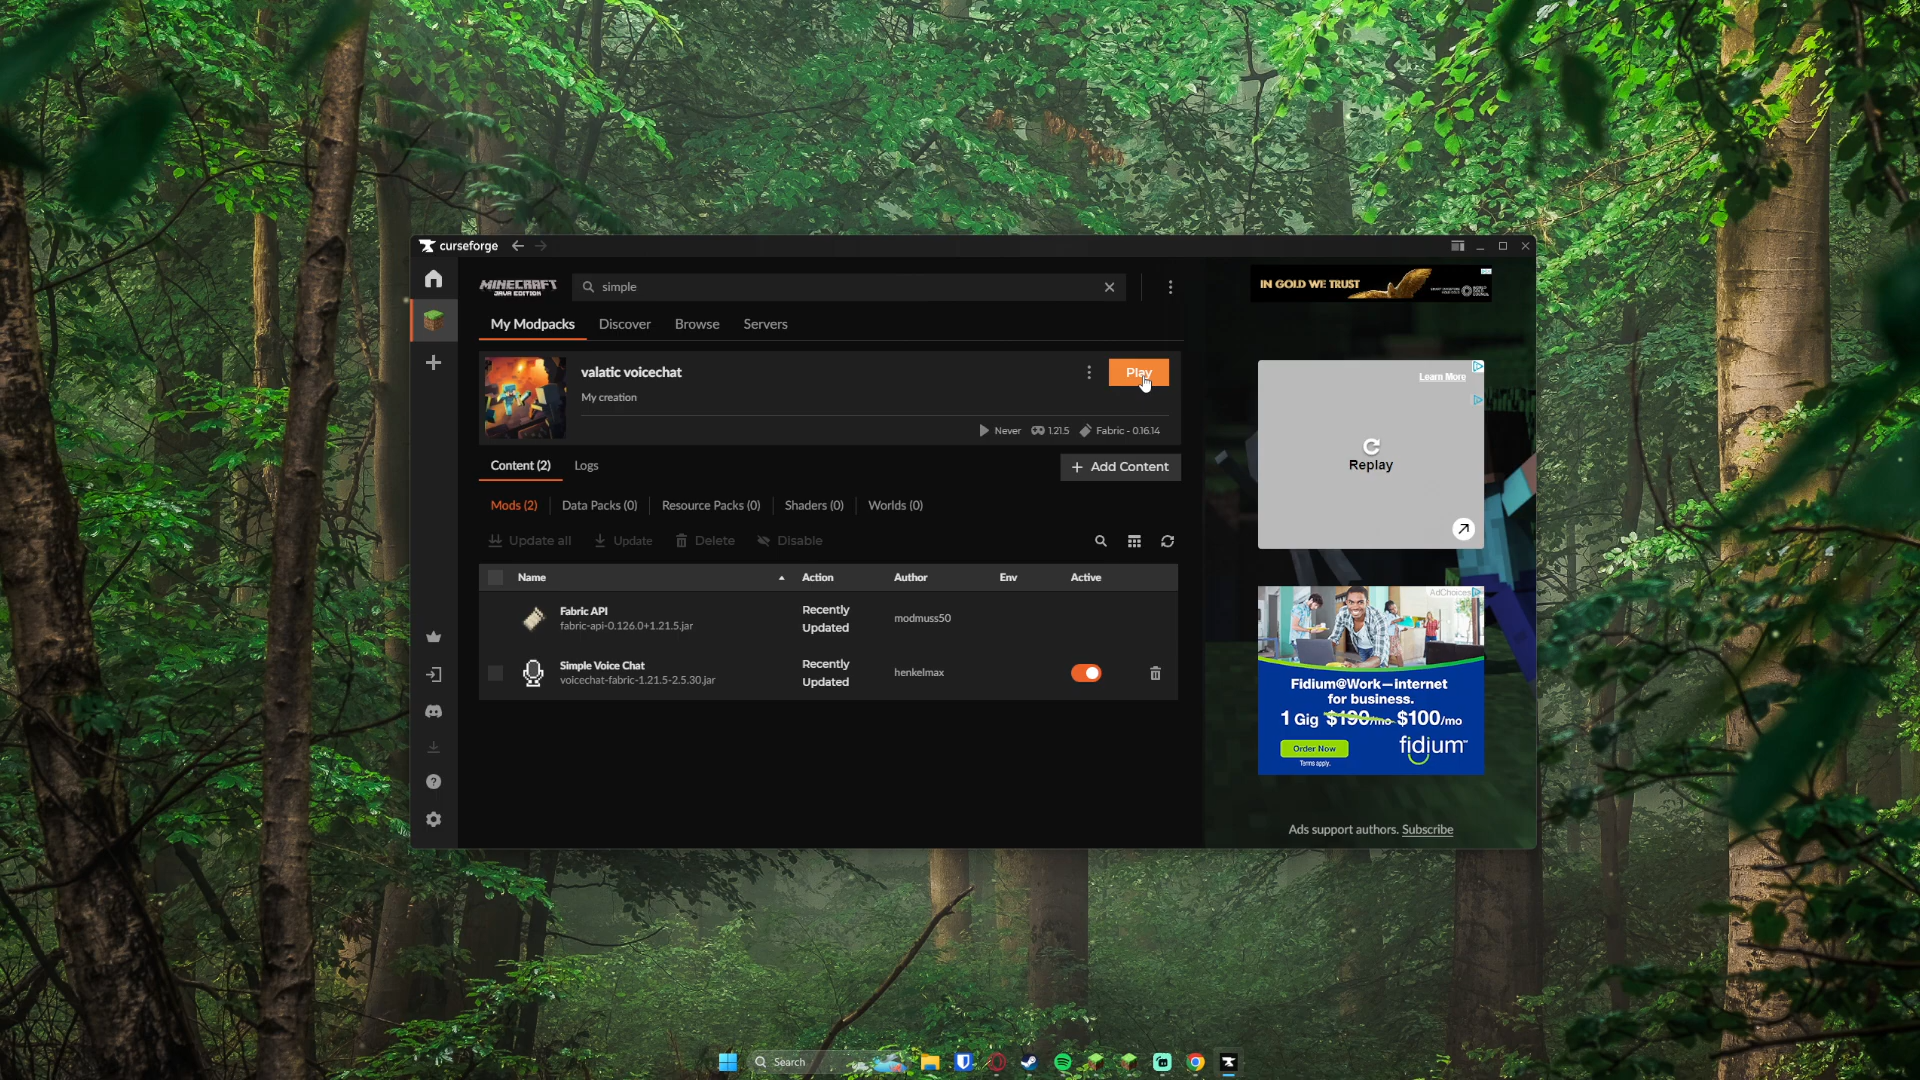 curseforge
MINECRAFT
JAVA EDITION
simple
My Modpacks
Discover
Browse
Servers
valatic voicechat
Play
My creation
Never
1.21.5
Fabric - 0.16.14
Content (2)
Logs
Add Content
Mods (2)
Data Packs (0)
Resource Packs (0)
Shaders (0)
Worlds (0)
Update all
Update
Delete
Disable
Name
Action
Author
Env
Active
Fabric API
fabric-api-0.126.0+1.21.5.jar
Recently
Updated
modmuss50
Simple Voice Chat
voicechat-fabric-1.21.5-2.5.30.jar
Recently
Updated
henkelmax
IN GOLD WE TRUST
Learn More
Replay
AdChoices
Fidium@Work—internet
for business.
1 Gig $190/mo $100/mo
Order Now
fidium
Terms apply.
Ads support authors. Subscribe
Search